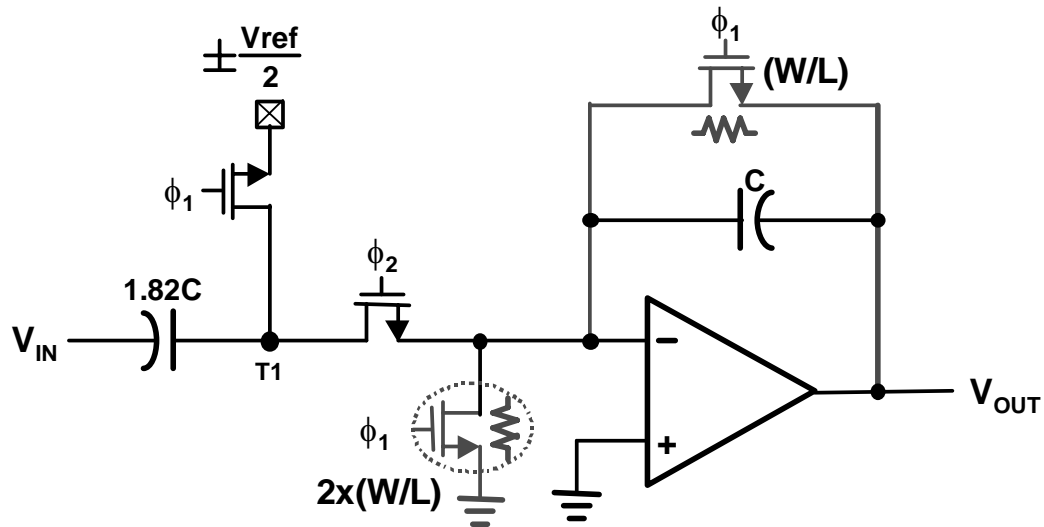 ± Vref
2
ϕ1
ϕ1
(W/L)
C
ϕ2
1.82C
VIN
T1
−
+
VOUT
ϕ1
2x(W/L)